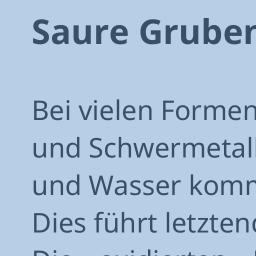 Saure Gruben
Bei vielen Formen
und Schwermetall
und Wasser komm
Dies führt letztend